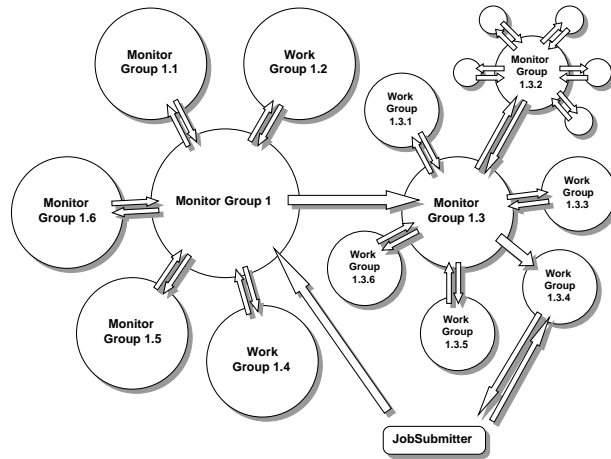 Monitor
Group 1.1
Work
Group 1.2
Monitor
Group
1.3.2
Work
Group
1.3.1
Monitor
Group 1.6
Monitor Group 1
Monitor
Group 1.3
Work
Group
1.3.3
Work
Group
1.3.6
Work
Group
1.3.4
Monitor
Group 1.5
Work
Group 1.4
Work
Group
1.3.5
JobSubmitter